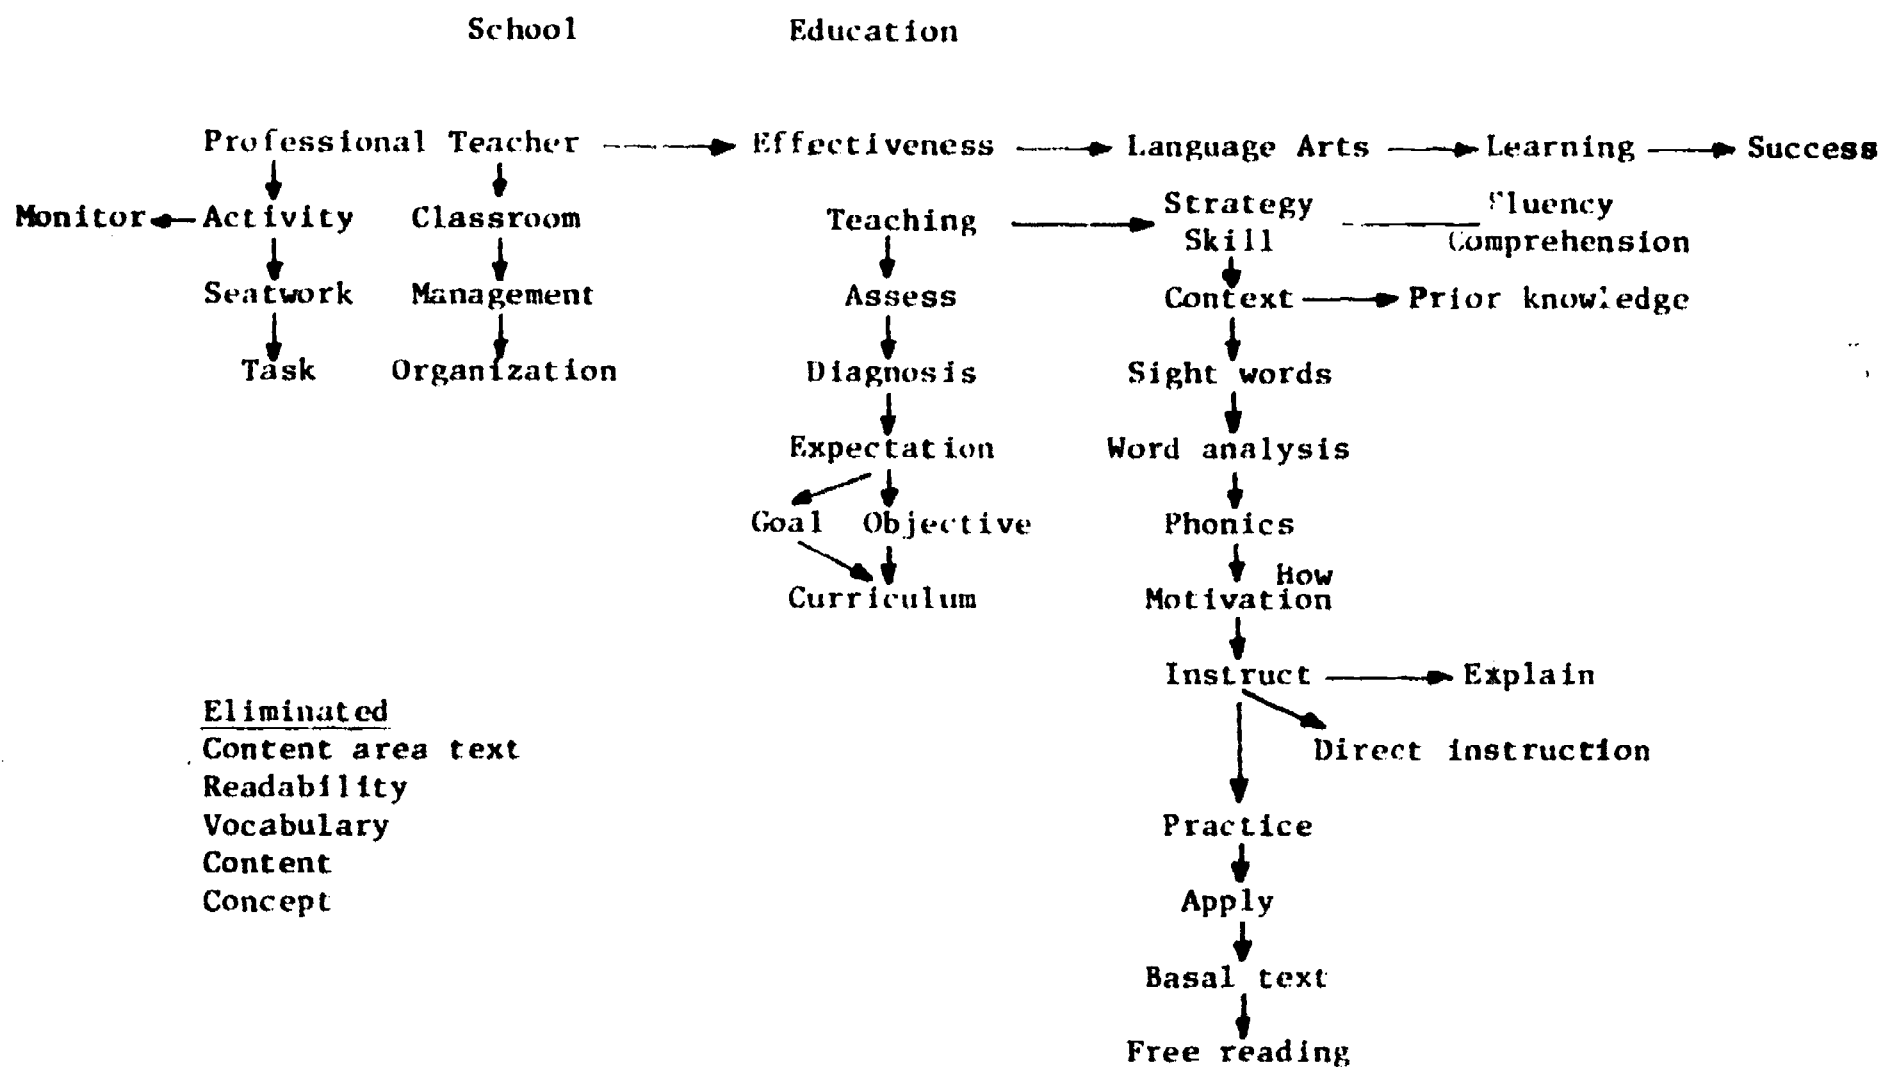 School Education
Professional Teacher Effectiveness Language Arts Learning Success
Monitor Activity Classroom Teaching Strategy Fluency
Skill Comprehension
Seatwork Management Assess Context Prior knowledge
Task Organization Diagnosis Sight words
Expectation Word analysis
Goal Objective Phonics
How
Curriculum Motivation
Instruct Explain
Eliminated
Content area text Direct instruction
Readability
Vocabulary Practice
Content
Concept Apply
Basal text
Free reading